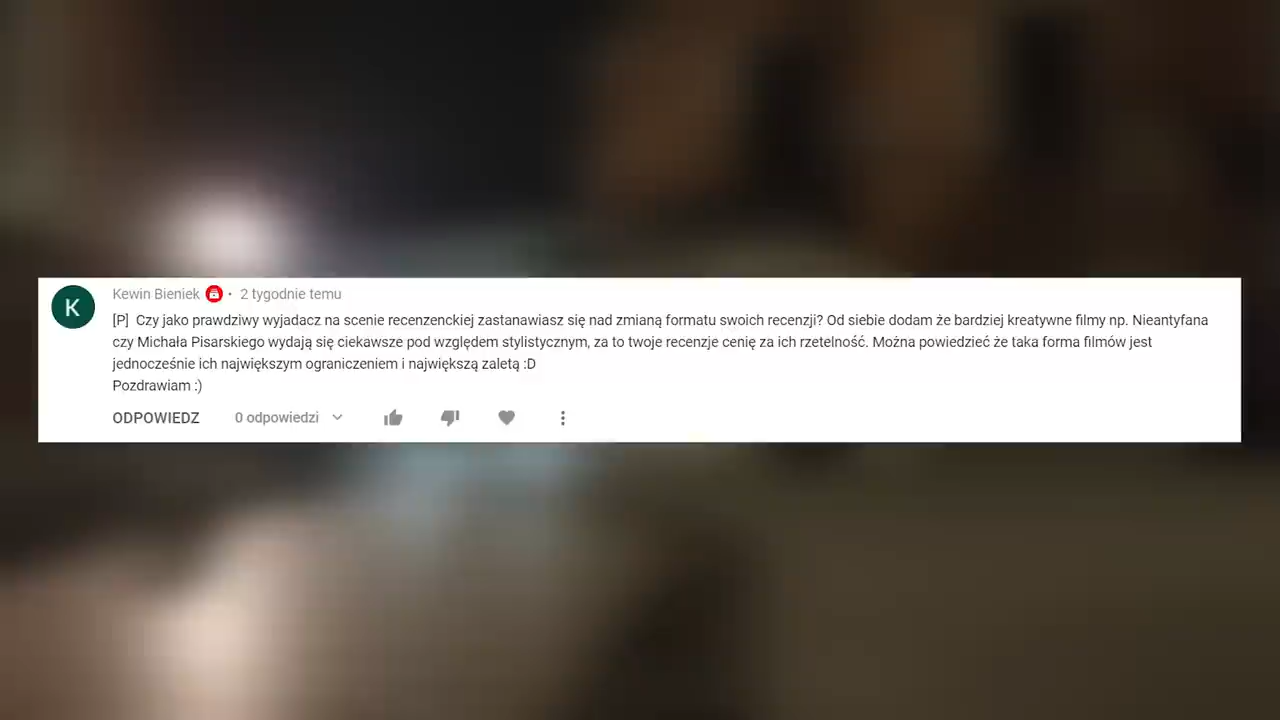 K
Kewin Bieniek • 2 tygodnie temu
[P] Czy jako prawdziwy wyjadacz na scenie recenzenckiej zastanawiasz się nad zmianą formatu swoich recenzji? Od siebie dodam że bardziej kreatywne filmy np. Nieantyfana
czy Michała Pisarskiego wydają się ciekawsze pod względem stylistycznym, za to twoje recenzje cenię za ich rzetelność. Można powiedzieć że taka forma filmów jest
jednocześnie ich największym ograniczeniem i największą zaletą :D
Pozdrawiam :)
ODPOWIEDZ 0 odpowiedzi